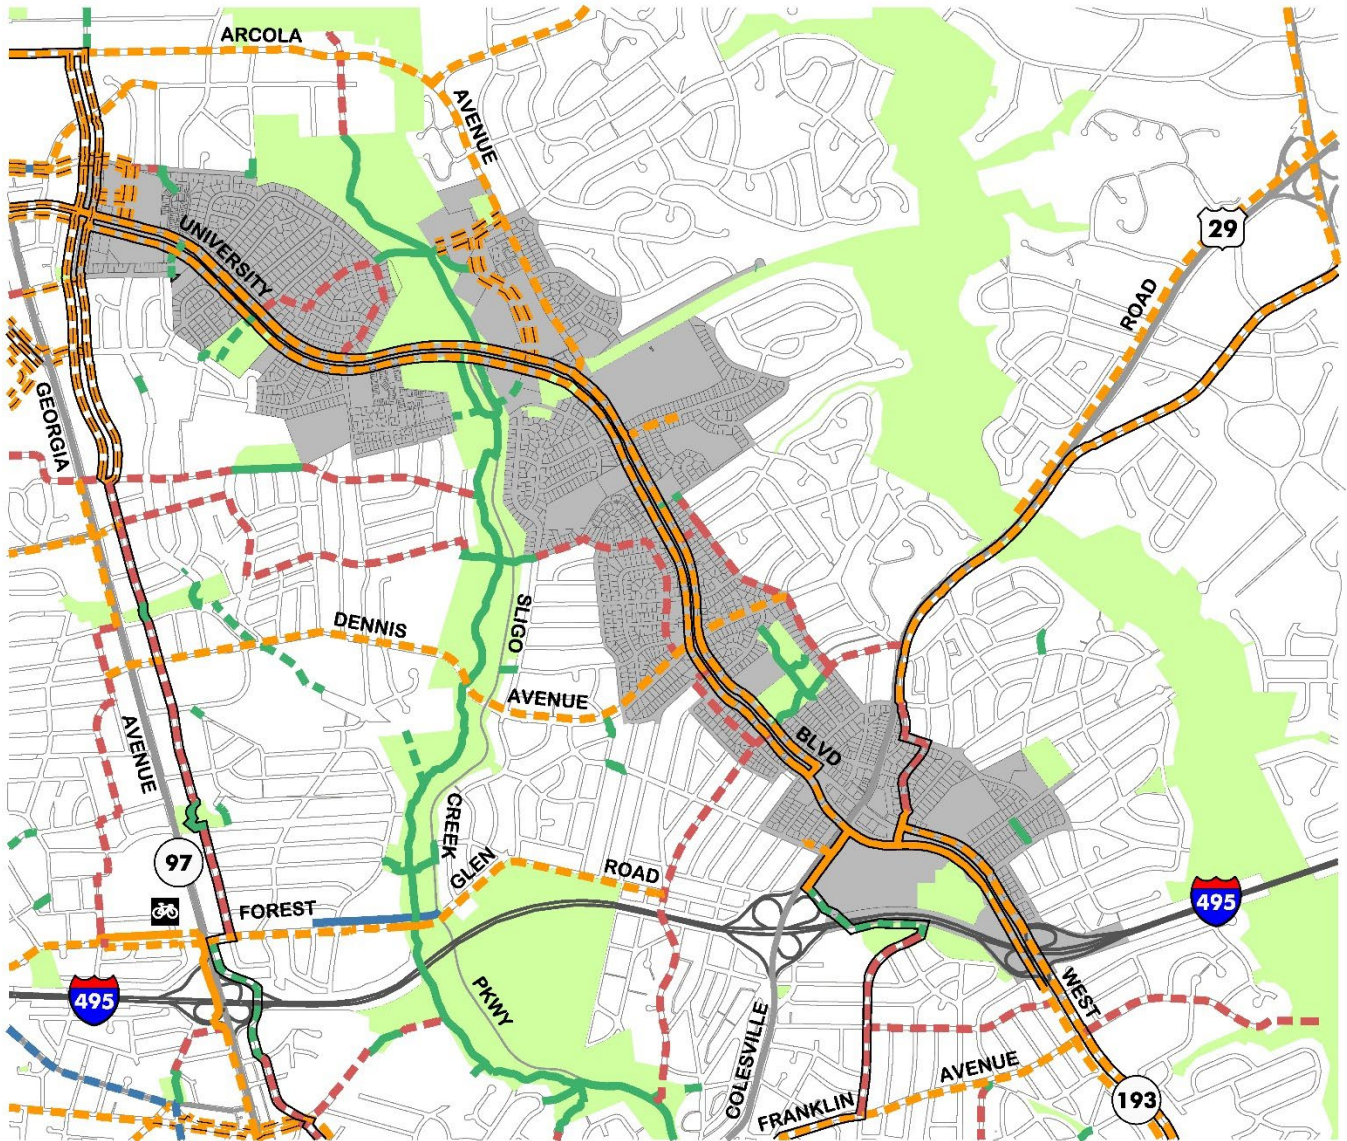 ARCOLA
AVENUE
UNIVERSITY
29
ROAD
GEORGIA
SLIGO
DENNIS
AVENUE
AVENUE
BLVD
CREEK
GLEN
ROAD
97
FOREST
495
495
PKWY
WEST
COLESVILLE
AVENUE
FRANKLIN
193